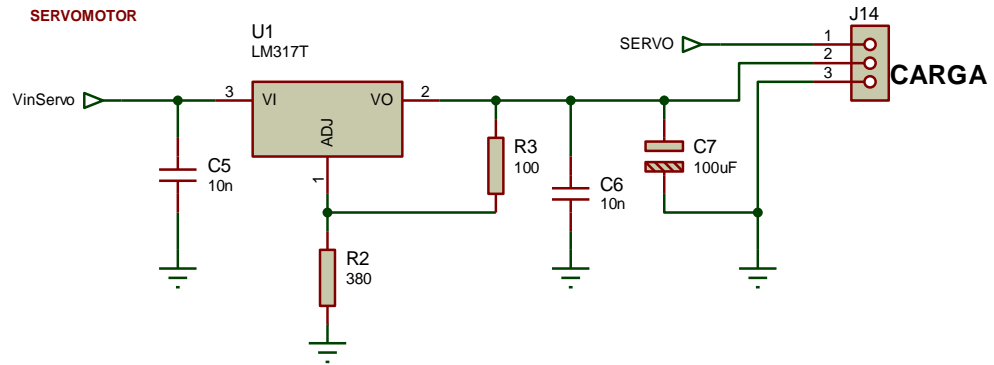 SERVOMOTOR
J14
U1
LM317T
SERVO
1
2
3
CARGA
VinServo
3
VI
VO
2
ADJ
1
R3
100
C7
100uF
C5
10n
C6
10n
R2
380